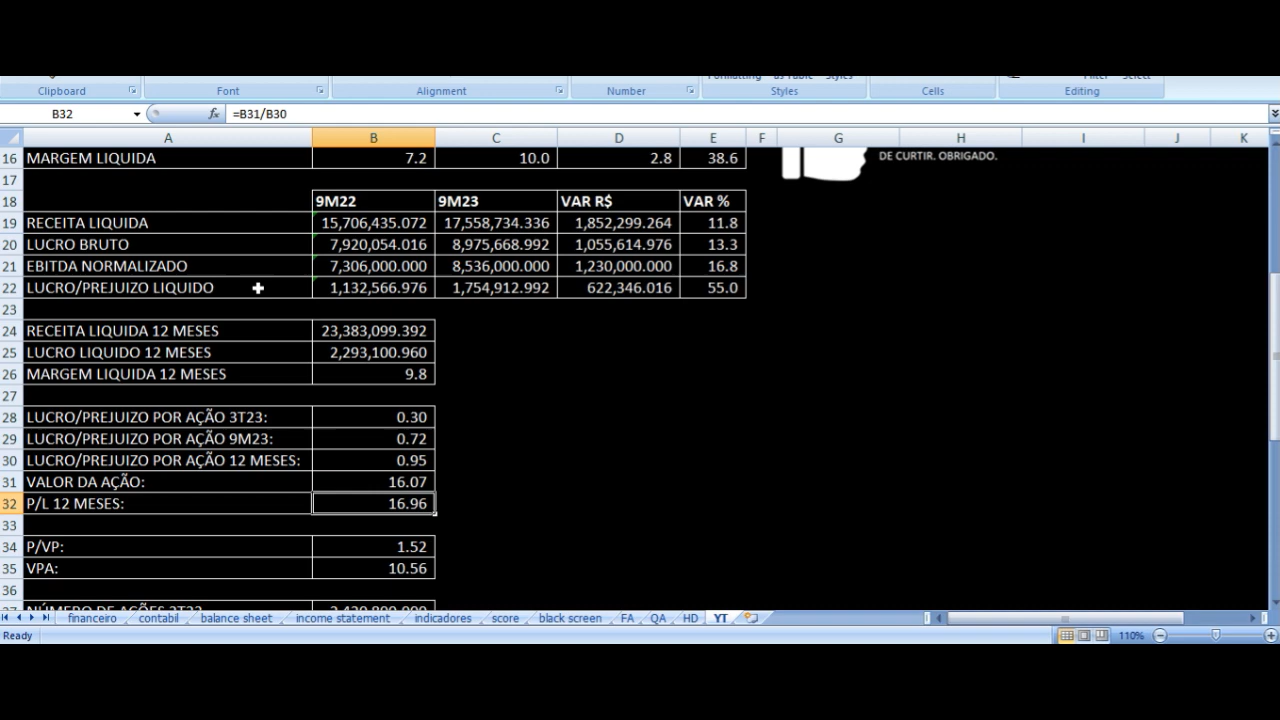 Clipboard Font Alignment Number Styles Cells Editing
B32 fx =B31/B30
A B C D E F G H I J K
16 MARGEM LIQUIDA 7.2 10.0 2.8 38.6 DE CURTIR. OBRIGADO.
17
18 9M22 9M23 VAR R$ VAR %
19 RECEITA LIQUIDA 15,706,435.072 17,558,734.336 1,852,299.264 11.8
20 LUCRO BRUTO 7,920,054.016 8,975,668.992 1,055,614.976 13.3
21 EBITDA NORMALIZADO 7,306,000.000 8,536,000.000 1,230,000.000 16.8
22 LUCRO/PREJUIZO LIQUIDO 1,132,566.976 1,754,912.992 622,346.016 55.0
23
24 RECEITA LIQUIDA 12 MESES 23,383,099.392
25 LUCRO LIQUIDO 12 MESES 2,293,100.960
26 MARGEM LIQUIDA 12 MESES 9.8
27
28 LUCRO/PREJUIZO POR AÇÃO 3T23: 0.30
29 LUCRO/PREJUIZO POR AÇÃO 9M23: 0.72
30 LUCRO/PREJUIZO POR AÇÃO 12 MESES: 0.95
31 VALOR DA AÇÃO: 16.07
32 P/L 12 MESES: 16.96
33
34 P/VP: 1.52
35 VPA: 10.56
36
financeiro contabil balance sheet income statement indicadores score black screen FA QA HD YT
Ready 110%